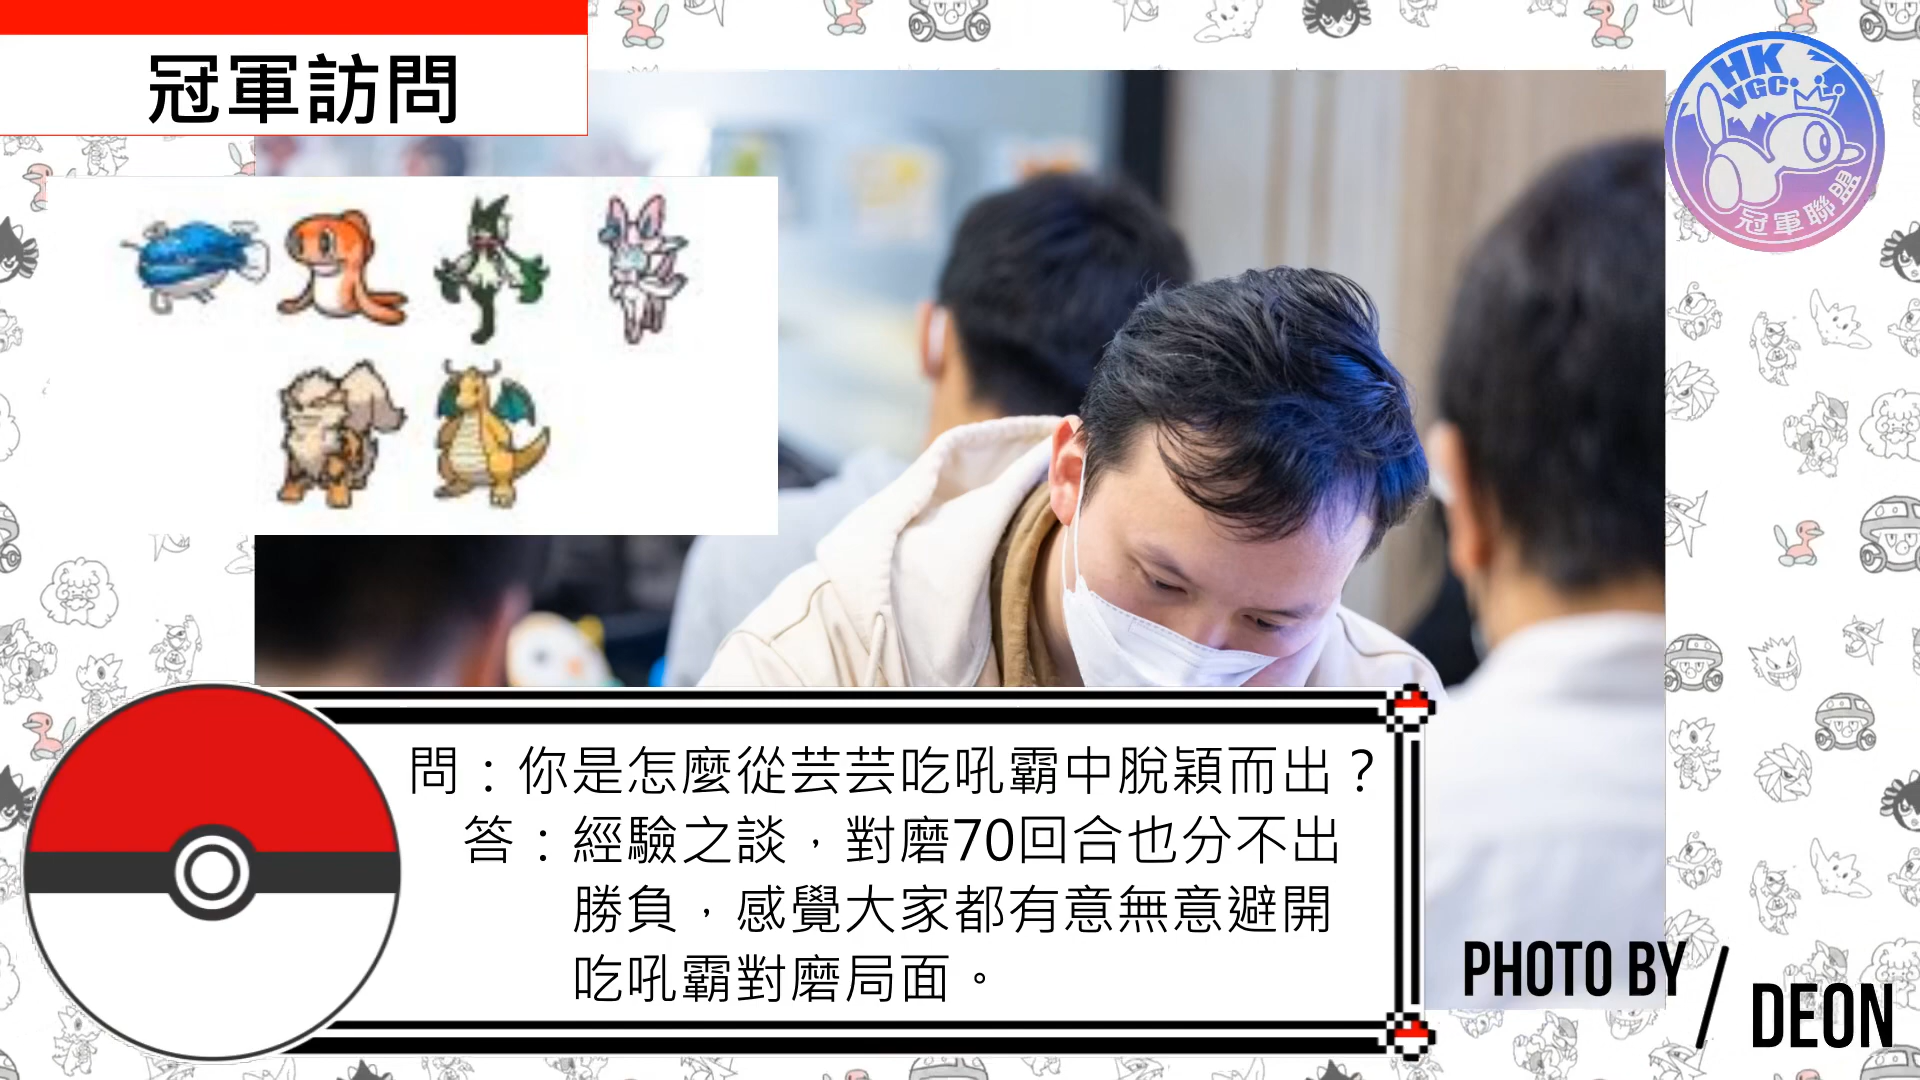 冠軍訪問
HK
VGC
冠軍聯盟
問：你是怎麼從芸芸吃吼霸中脫穎而出？
答：經驗之談，對磨70回合也分不出
勝負，感覺大家都有意無意避開
吃吼霸對磨局面。
PHOTO BY /
DEON